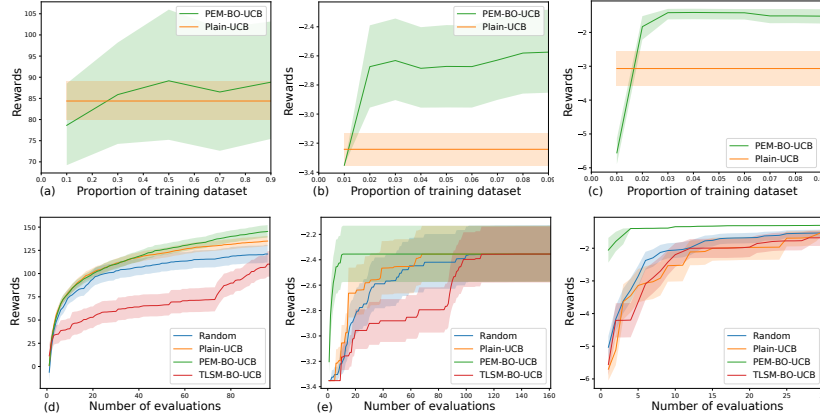 PEM-BO-UCB
Plain-UCB
105
100
95
90
85
80
75
70
0.0 0.1 0.2 0.3 0.4 0.5 0.6 0.7 0.8 0.9
Rewards
(a) Proportion of training dataset
PEM-BO-UCB
Plain-UCB
−2.4
−2.6
−2.8
−3.0
−3.2
−3.4
0.00 0.01 0.02 0.03 0.04 0.05 0.06 0.07 0.08 0.09
Rewards
(b) Proportion of training dataset
PEM-BO-UCB
Plain-UCB
−2
−3
−4
−5
−6
0.00 0.01 0.02 0.03 0.04 0.05 0.06 0.07 0.08 0.09
Rewards
(c) Proportion of training dataset
150
125
100
75
50
25
0
0 20 40 60 80
Rewards
Random
Plain-UCB
PEM-BO-UCB
TLSM-BO-UCB
(d) Number of evaluations
−2.2
−2.4
−2.6
−2.8
−3.0
−3.2
−3.4
0 20 40 60 80 100 120 140 160
Rewards
Random
Plain-UCB
PEM-BO-UCB
TLSM-BO-UCB
(e) Number of evaluations
−2
−3
−4
−5
−6
0 5 10 15 20 25
Rewards
Random
Plain-UCB
PEM-BO-UCB
TLSM-BO-UCB
(f) Number of evaluations